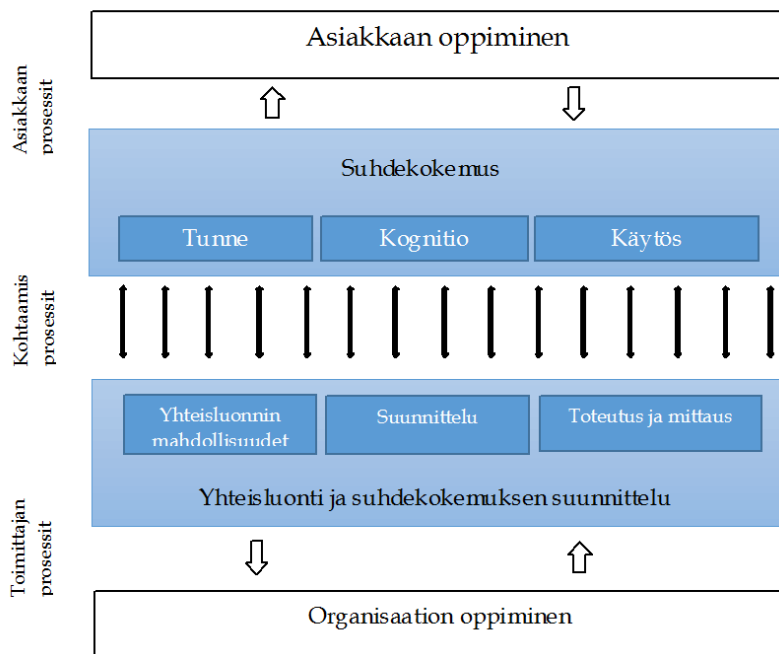 Asiakkaan oppiminen
Asiakkaan
prosessit
Suhdekokemus
Tunne
Kognitio
Käytös
Kohtaamis
prosessit
Yhteisluonnin
mahdollisuudet
Suunnittelu
Toteutus ja mittaus
Yhteisluonti ja suhdekokemuksen suunnittelu
Toimittajan
prosessit
Organisaation oppiminen